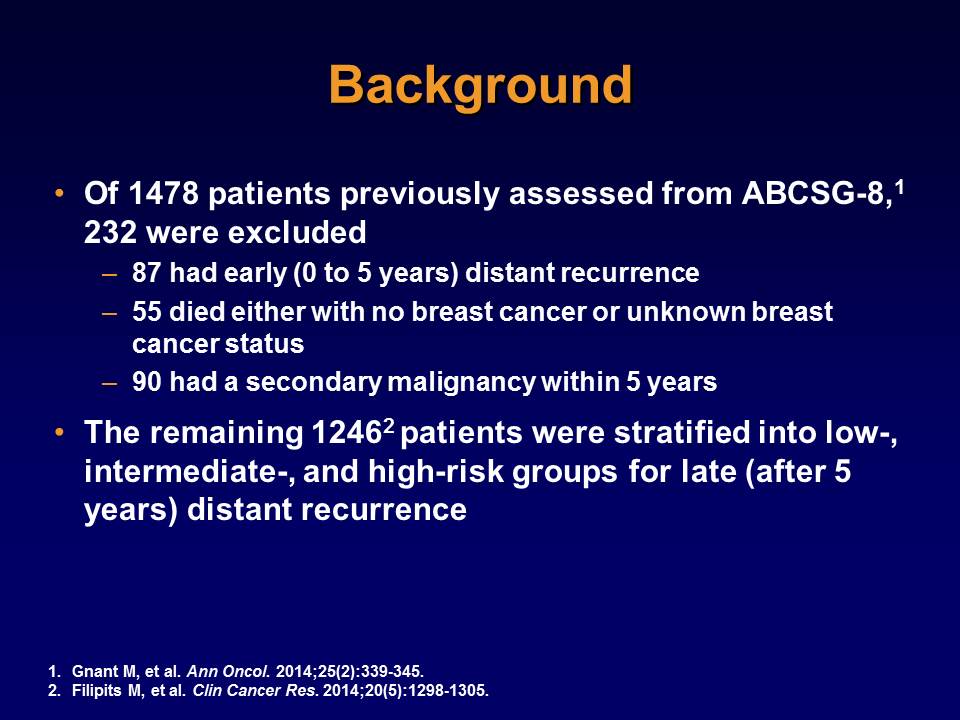 Background
• Of 1478 patients previously assessed from ABCSG-8,¹
232 were excluded
– 87 had early (0 to 5 years) distant recurrence
– 55 died either with no breast cancer or unknown breast
cancer status
– 90 had a secondary malignancy within 5 years
• The remaining 1246² patients were stratified into low-,
intermediate-, and high-risk groups for late (after 5
years) distant recurrence
1. Gnant M, et al. Ann Oncol. 2014;25(2):339-345.
2. Filipits M, et al. Clin Cancer Res. 2014;20(5):1298-1305.